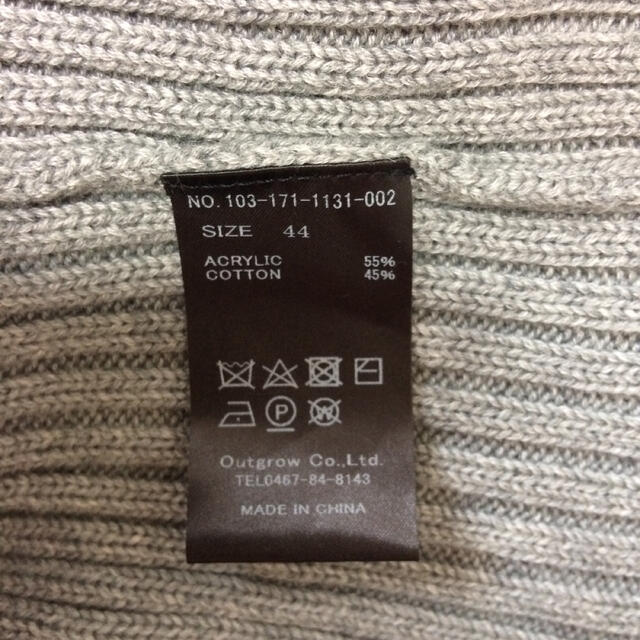 NO. 103-171-1131-002
SIZE 44
ACRYLIC 55%
COTTON 45%
P W
Outgrow Co.,Ltd.
TEL0467-84-8143
MADE IN CHINA